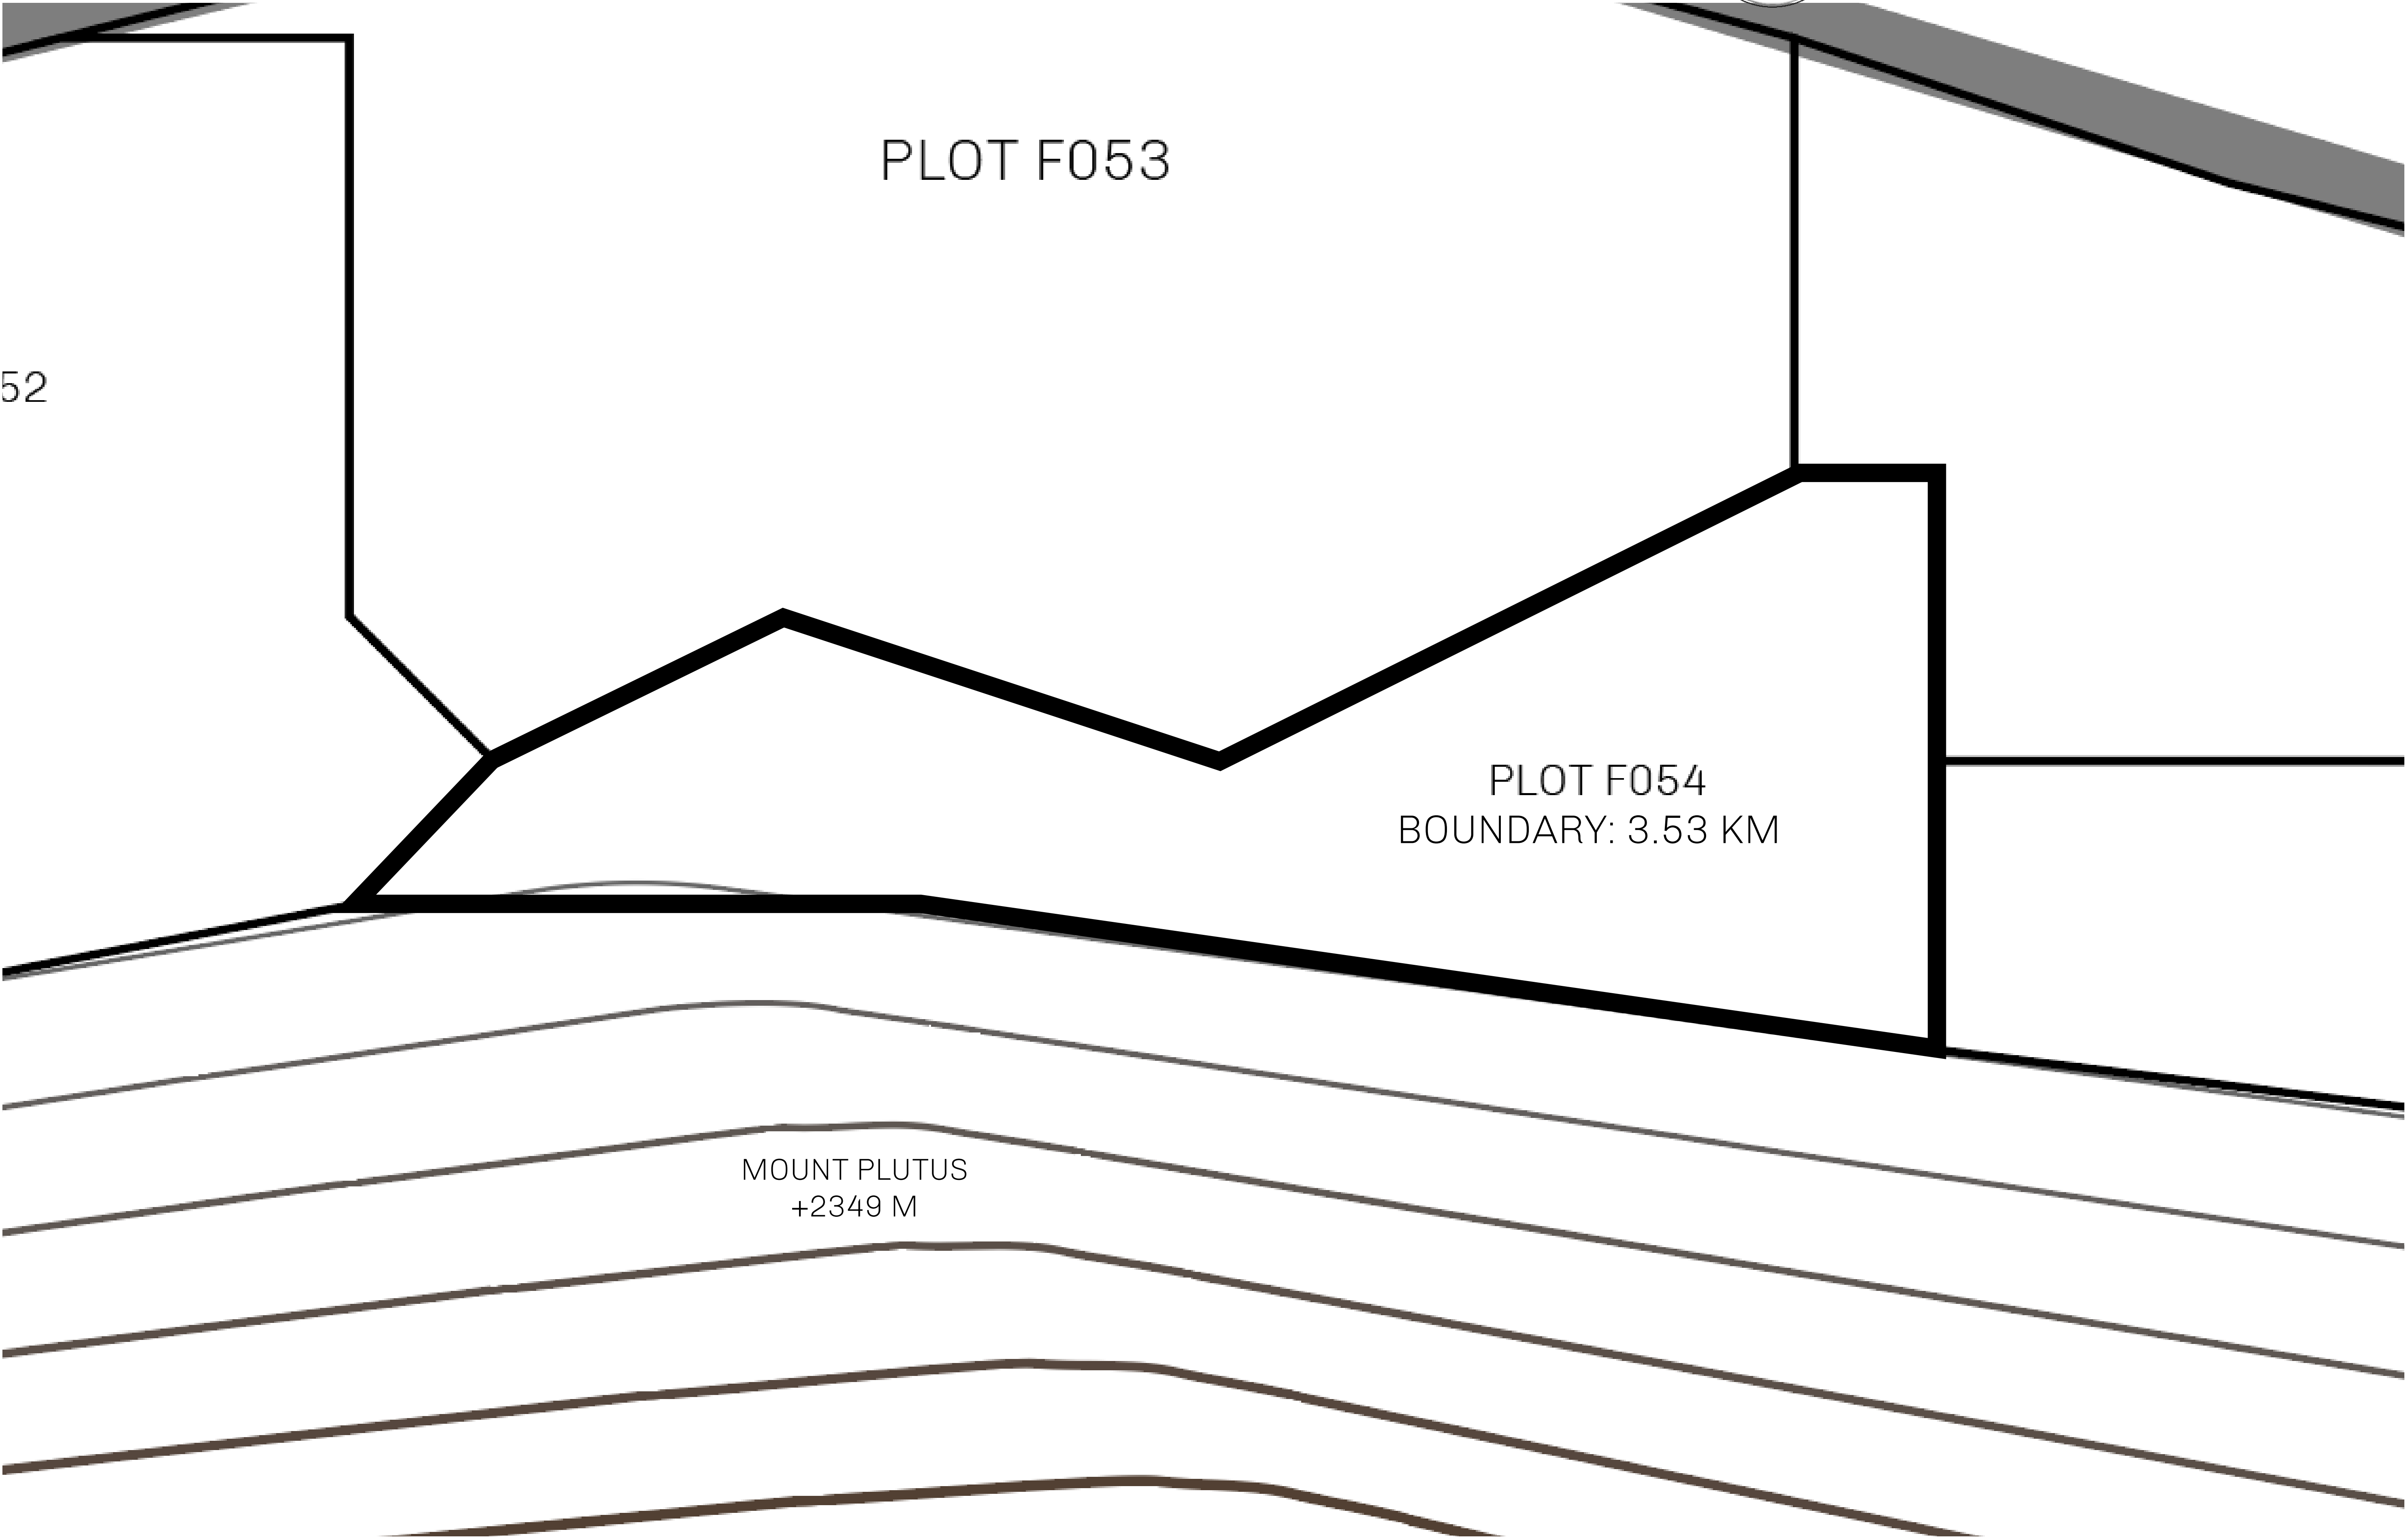 PLOT F053
52
PLOT F054
BOUNDARY: 3.53 KM
MOUNT PLUTUS
+2349 M